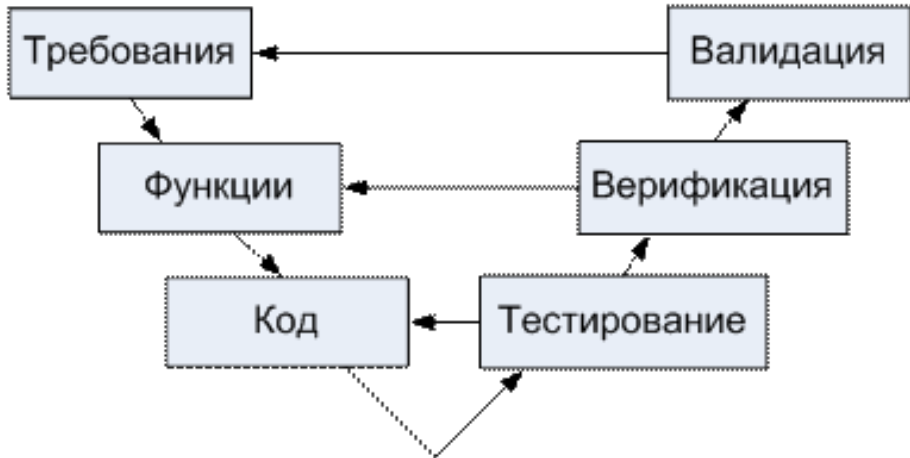 Требования
Валидация
Функции
Верификация
Код
Тестирование